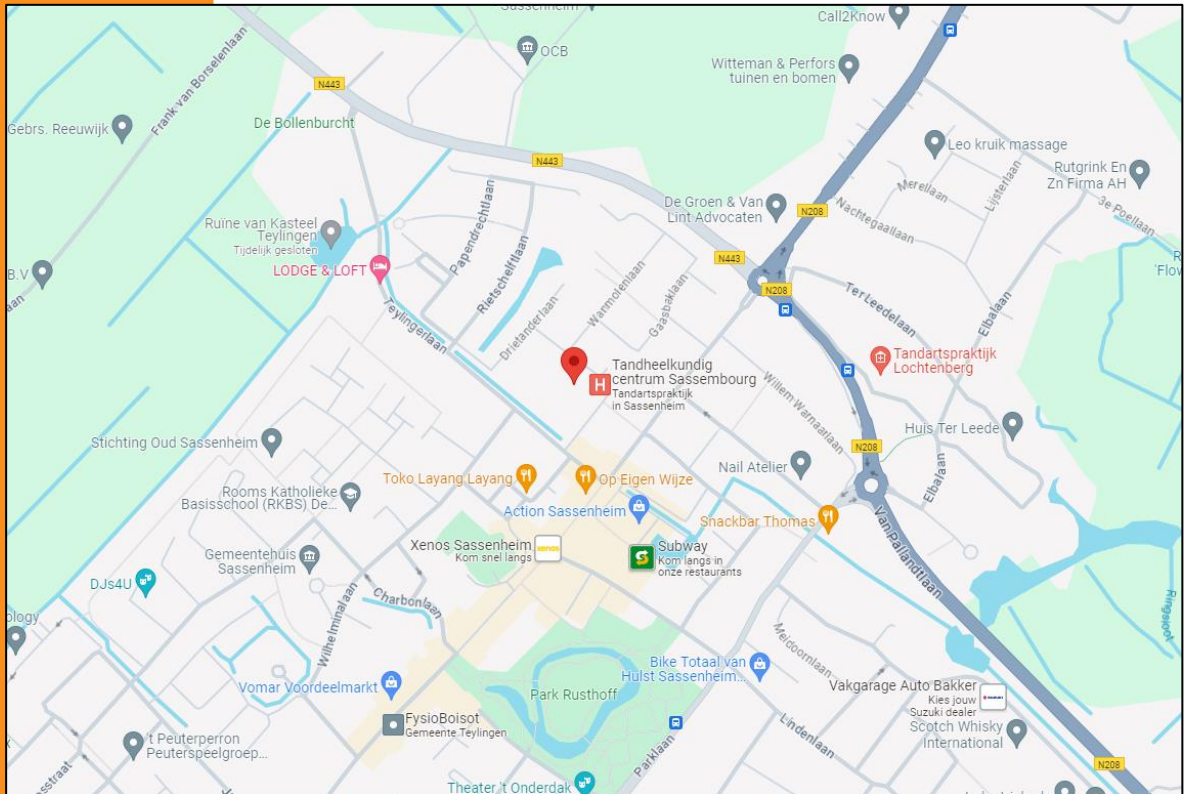 Sassenheim
Call2Know
OCB
Witteman & Perfors
tuinen en bomen
N443
Frank van Borselenlaan
Gebrs. Reeuwijk
De Bollenburcht
Leo kruik massage
N443
Rutgrink En
Zn Firma AH
Merellaan
Lijsterlaan
De Groen & Van
Lint Advocaten
Nachtegaallaan
3e Poellaan
N208
Ruïne van Kasteel
Teylingen
Tijdelijk gesloten
Papendrechtlaan
Rietschelftlaan
LODGE & LOFT
B.V
N443
N208
'Flow
Teylingerlaan
Drietanderlaan
Warmolenlaan
Gaasbaklaan
Ter Leedelaan
Elbalaan
Tandheelkundig
centrum Sassembourg
Tandartspraktijk
in Sassenheim
H
Tandartspraktijk
Lochtenberg
Willem Warnaarlaan
Huis Ter Leede
Stichting Oud Sassenheim
N208
Nail Atelier
Elbalaan
Toko Layang Layang
Op Eigen Wijze
Rooms Katholieke
Basisschool (RKBS) De...
Action Sassenheim
Snackbar Thomas
Van Pallandtlaan
Xenos Sassenheim
Kom snel langs
XENOS
Subway
Kom langs in
onze restaurants
Gemeentehuis
Sassenheim
DJs4U
Charbonlaan
Wilhelminalaan
ology
Ringsloot
Meidoornlaan
Bike Totaal van
Hulst Sassenheim...
Vomar Voordeelmarkt
Park Rusthoff
Vakgarage Auto Bakker
Kies jouw
Suzuki dealer
FysioBoisot
Gemeente Teylingen
Lindenlaan
Scotch Whisky
International
't Peuterperron
Peuterspeelgroep...
Parklaan
N208
Theater 't Onderdak